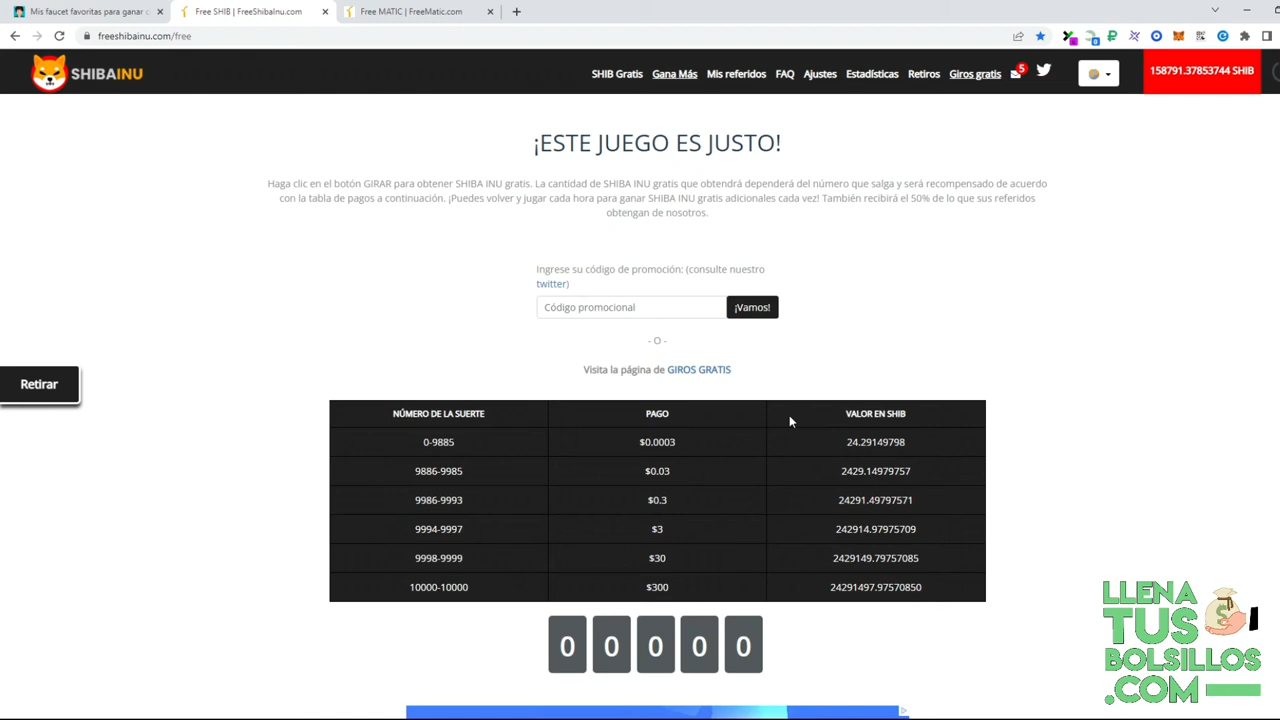 Mis faucet favoritas para ganar c
Free SHIB | FreeShibaInu.com
Free MATIC | FreeMatic.com
freeshibainu.com/free
SHIBAINU
SHIB Gratis Gana Más Mis referidos FAQ Ajustes Estadísticas Retiros Giros gratis 5
158791.37853744 SHIB
¡ESTE JUEGO ES JUSTO!
Haga clic en el botón GIRAR para obtener SHIBA INU gratis. La cantidad de SHIBA INU gratis que obtendrá dependerá del número que salga y será recompensado de acuerdo
con la tabla de pagos a continuación. ¡Puedes volver y jugar cada hora para ganar SHIBA INU gratis adicionales cada vez! También recibirá el 50% de lo que sus referidos
obtengan de nosotros.
Ingrese su código de promoción: (consulte nuestro
twitter)
Código promocional ¡Vamos!
- O -
Visita la página de GIROS GRATIS
Retirar
NÚMERO DE LA SUERTE PAGO VALOR EN SHIB
0-9885 $0.0003 24.29149798
9886-9985 $0.03 2429.14979757
9986-9993 $0.3 24291.49797571
9994-9997 $3 242914.97975709
9998-9999 $30 2429149.79757085
10000-10000 $300 24291497.97570850
0 0 0 0 0
LLENA
TUS
BOLSILLOS
.COM